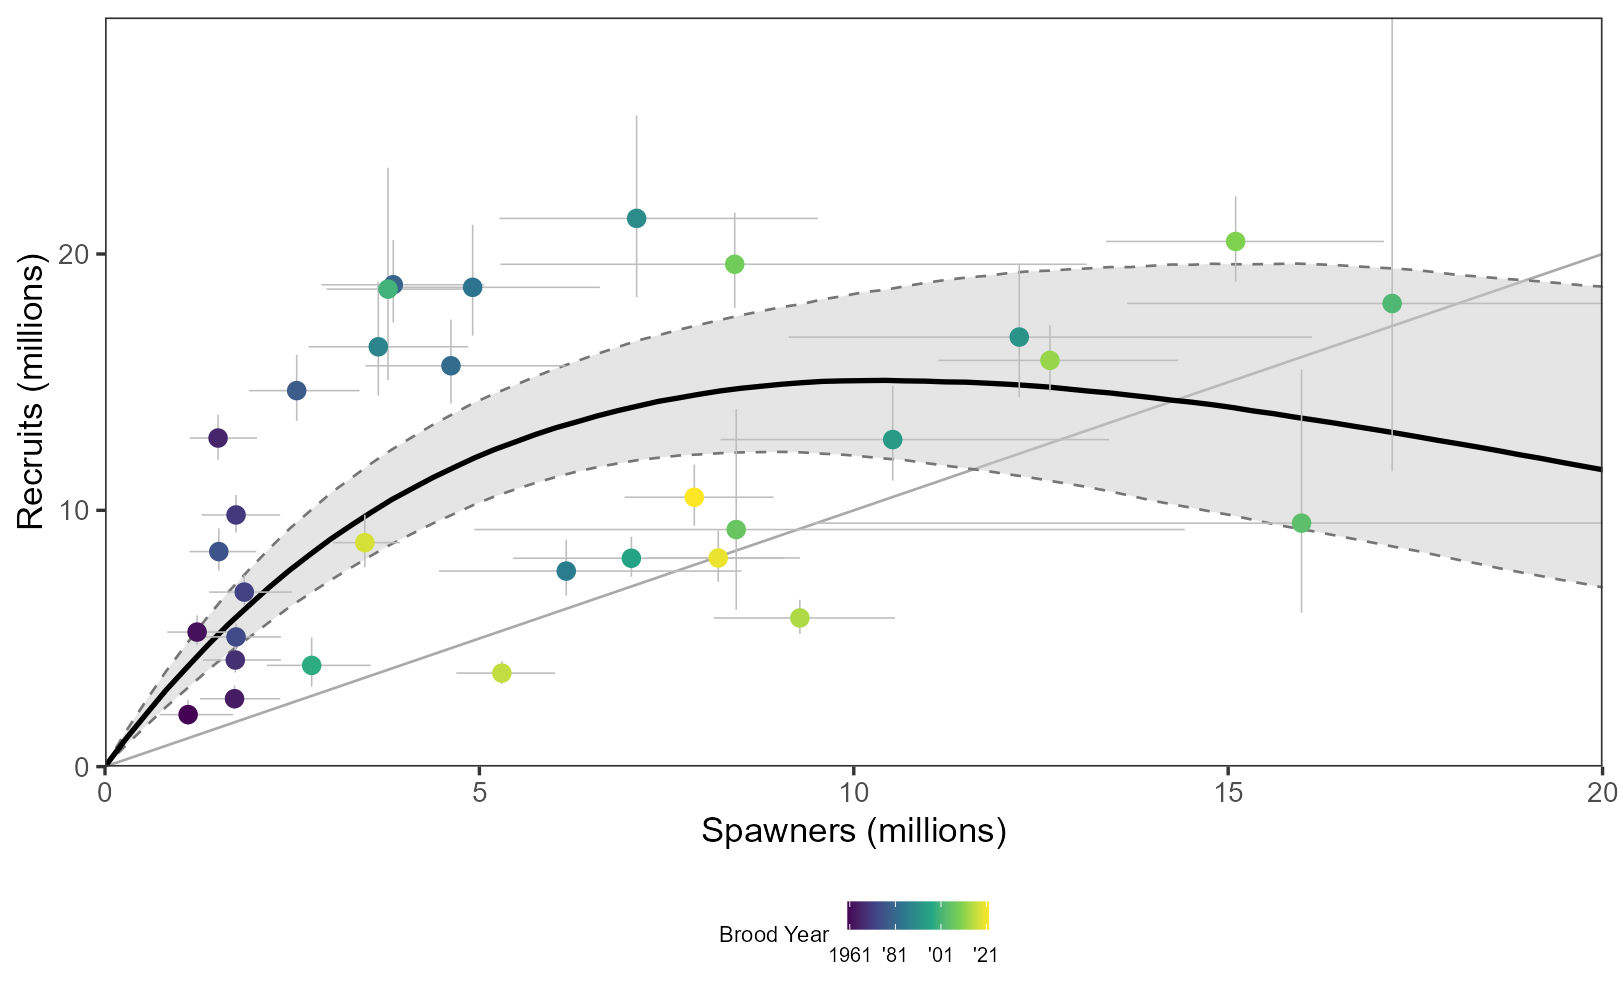 Recruits (millions)
20
10
0
0 5 10 15 20
Spawners (millions)
Brood Year
1961 '81 '01 '21